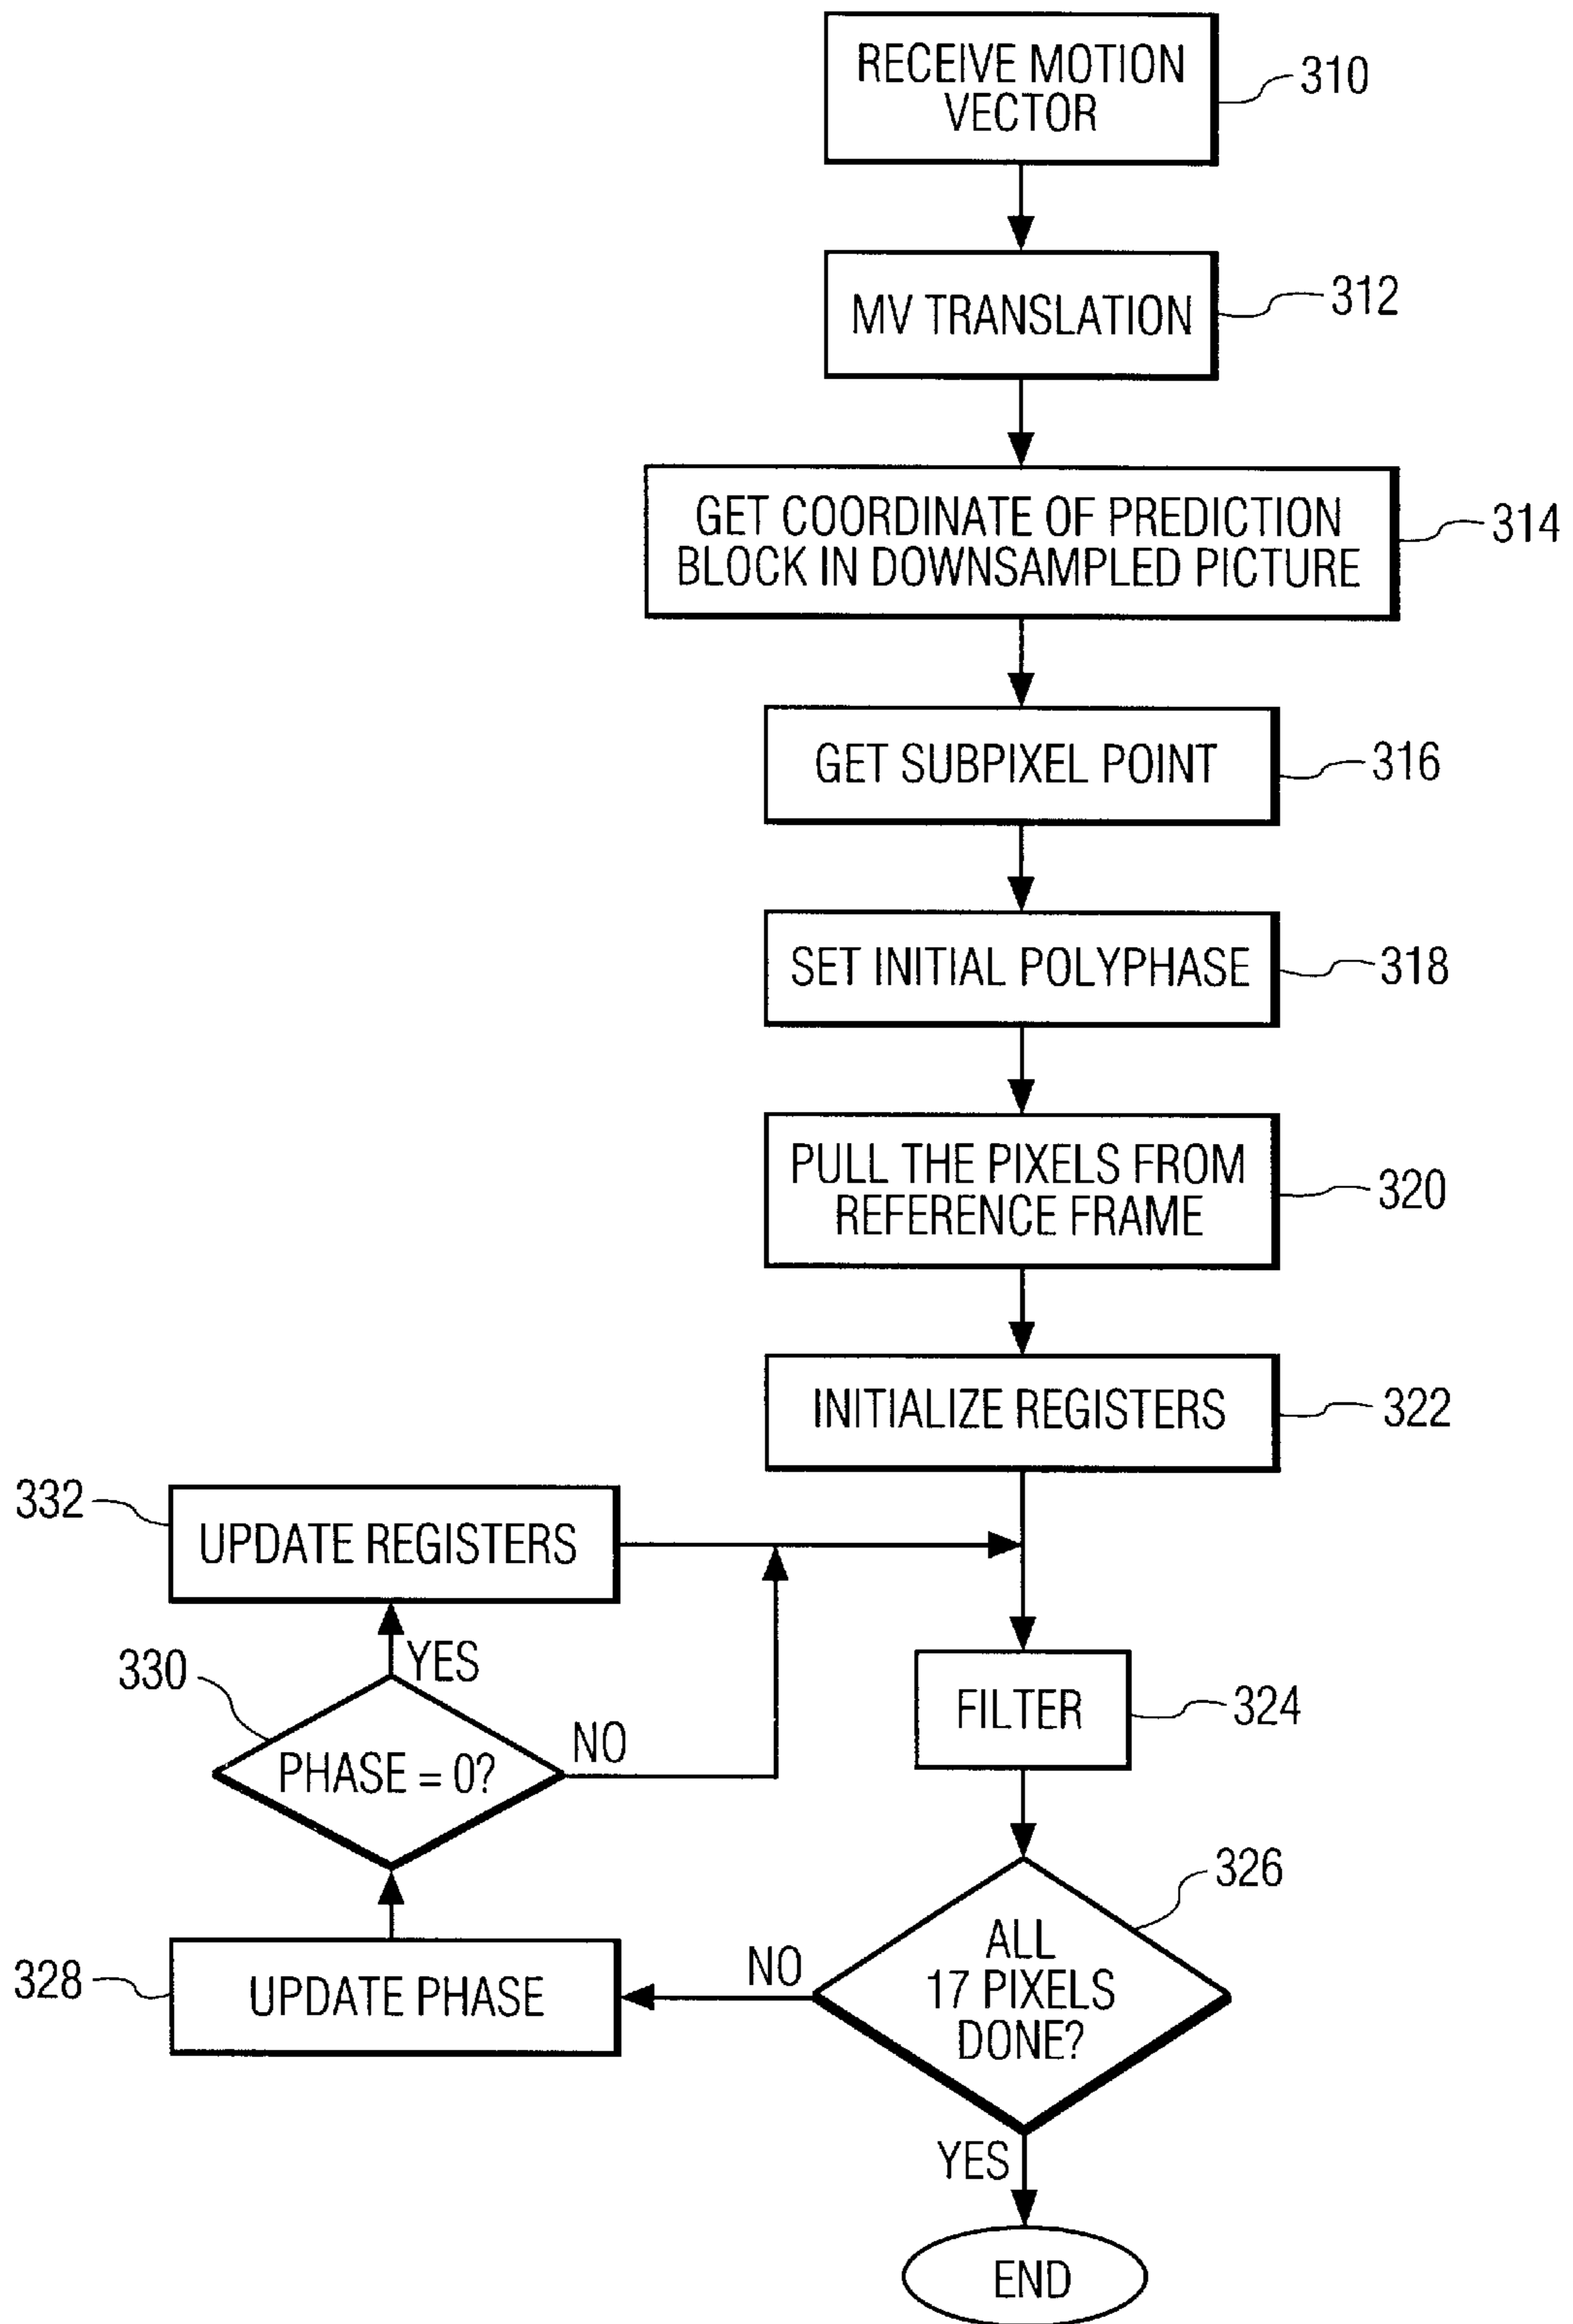 RECEIVE MOTION
VECTOR
310
MV TRANSLATION
312
GET COORDINATE OF PREDICTION
BLOCK IN DOWNSAMPLED PICTURE
314
GET SUBPIXEL POINT
316
SET INITIAL POLYPHASE
318
PULL THE PIXELS FROM
REFERENCE FRAME
320
INITIALIZE REGISTERS
322
332
UPDATE REGISTERS
330
YES
PHASE = 0?
NO
FILTER
324
326
ALL
17 PIXELS
DONE?
NO
328
UPDATE PHASE
YES
END